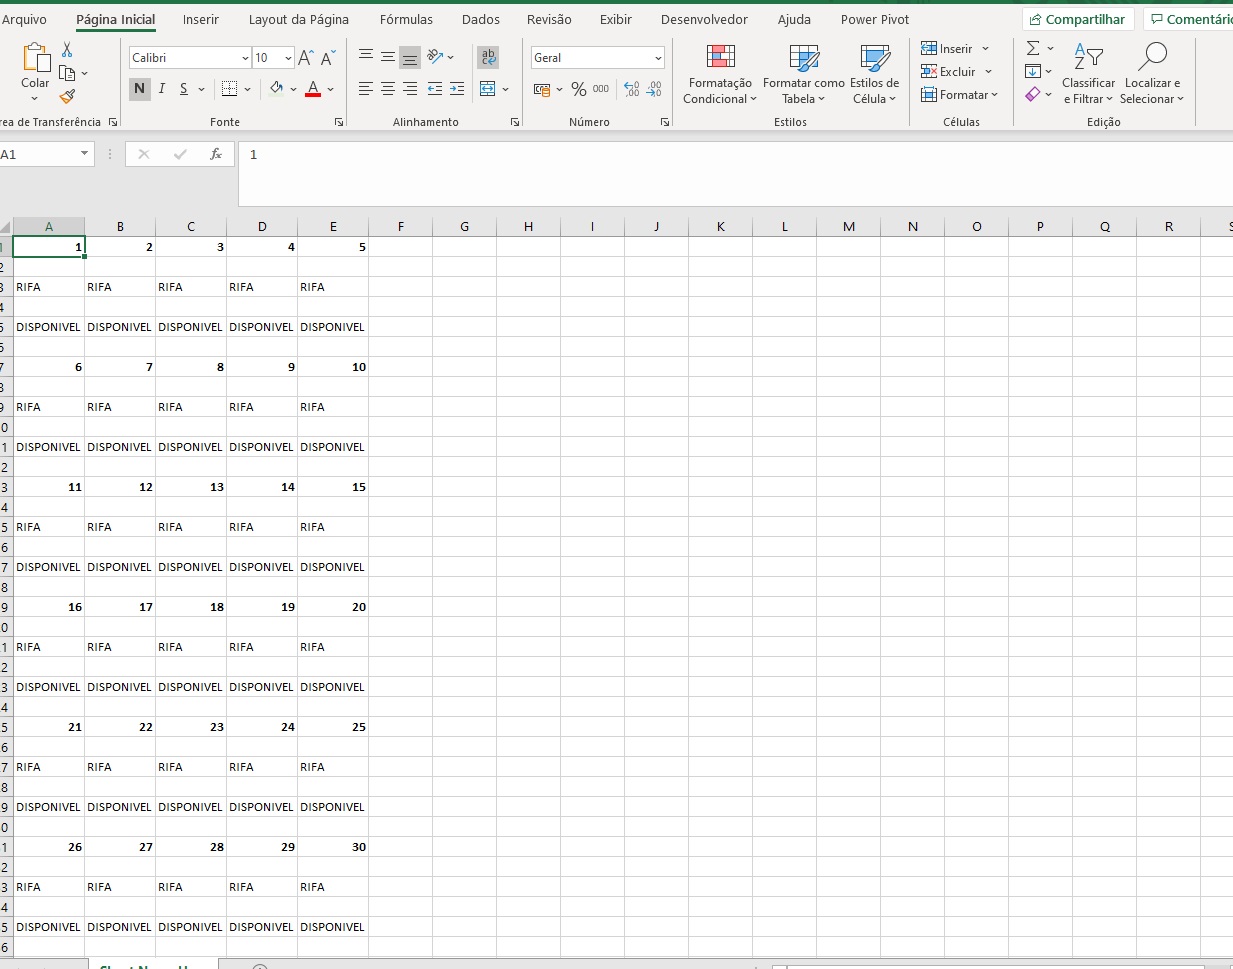 Arquivo Página Inicial Inserir Layout da Página Fórmulas Dados Revisão Exibir Desenvolvedor Ajuda Power Pivot Compartilhar Comentário
Colar
Calibri 10 A A
N I S A
ab
c
Geral
% 000
,00
,00
Formatação
Condicional
Formatar como
Tabela
Estilos de
Célula
Inserir
Excluir
Formatar
Σ
A
Z
Classificar
e Filtrar
Localizar e
Selecionar
rea de Transferência Fonte Alinhamento Número Estilos Células Edição
A1 fx 1
A B C D E F G H I J K L M N O P Q R S
1 1 2 3 4 5
2
3 RIFA RIFA RIFA RIFA RIFA
4
5 DISPONIVEL DISPONIVEL DISPONIVEL DISPONIVEL DISPONIVEL
6
7 6 7 8 9 10
8
9 RIFA RIFA RIFA RIFA RIFA
0
1 DISPONIVEL DISPONIVEL DISPONIVEL DISPONIVEL DISPONIVEL
2
3 11 12 13 14 15
4
5 RIFA RIFA RIFA RIFA RIFA
6
7 DISPONIVEL DISPONIVEL DISPONIVEL DISPONIVEL DISPONIVEL
8
9 16 17 18 19 20
0
1 RIFA RIFA RIFA RIFA RIFA
2
3 DISPONIVEL DISPONIVEL DISPONIVEL DISPONIVEL DISPONIVEL
4
5 21 22 23 24 25
6
7 RIFA RIFA RIFA RIFA RIFA
8
9 DISPONIVEL DISPONIVEL DISPONIVEL DISPONIVEL DISPONIVEL
0
1 26 27 28 29 30
2
3 RIFA RIFA RIFA RIFA RIFA
4
5 DISPONIVEL DISPONIVEL DISPONIVEL DISPONIVEL DISPONIVEL
6